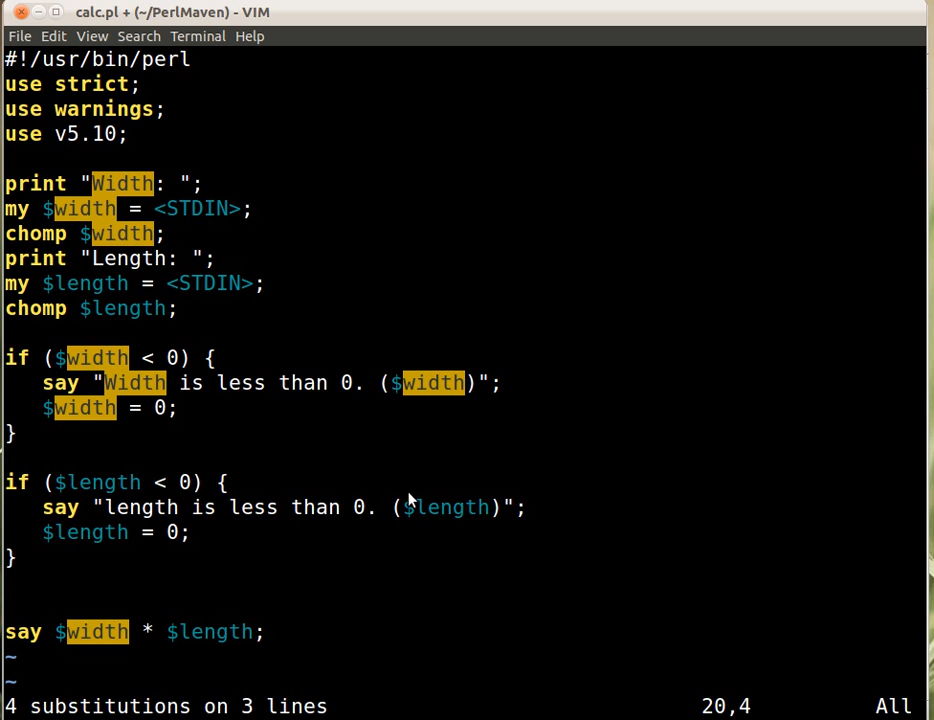 calc.pl + (~/PerlMaven) - VIM
File Edit View Search Terminal Help
#!/usr/bin/perl
use strict;
use warnings;
use v5.10;

print "Width: ";
my $width = <STDIN>;
chomp $width;
print "Length: ";
my $length = <STDIN>;
chomp $length;

if ($width < 0) {
   say "Width is less than 0. ($width)";
   $width = 0;
}

if ($length < 0) {
   say "length is less than 0. ($length)";
   $length = 0;
}

say $width * $length;
~
~
4 substitutions on 3 lines 20,4 All